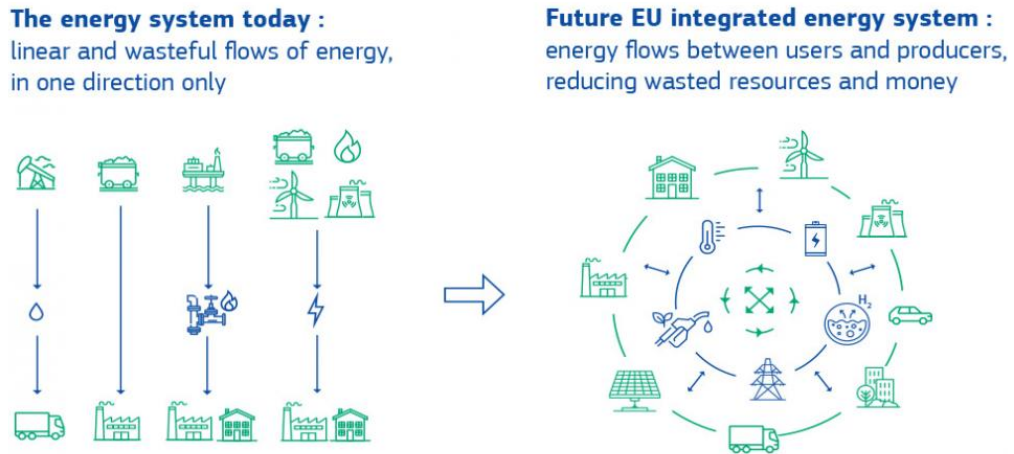 The energy system today :
linear and wasteful flows of energy,
in one direction only
Future EU integrated energy system :
energy flows between users and producers,
reducing wasted resources and money
H₂